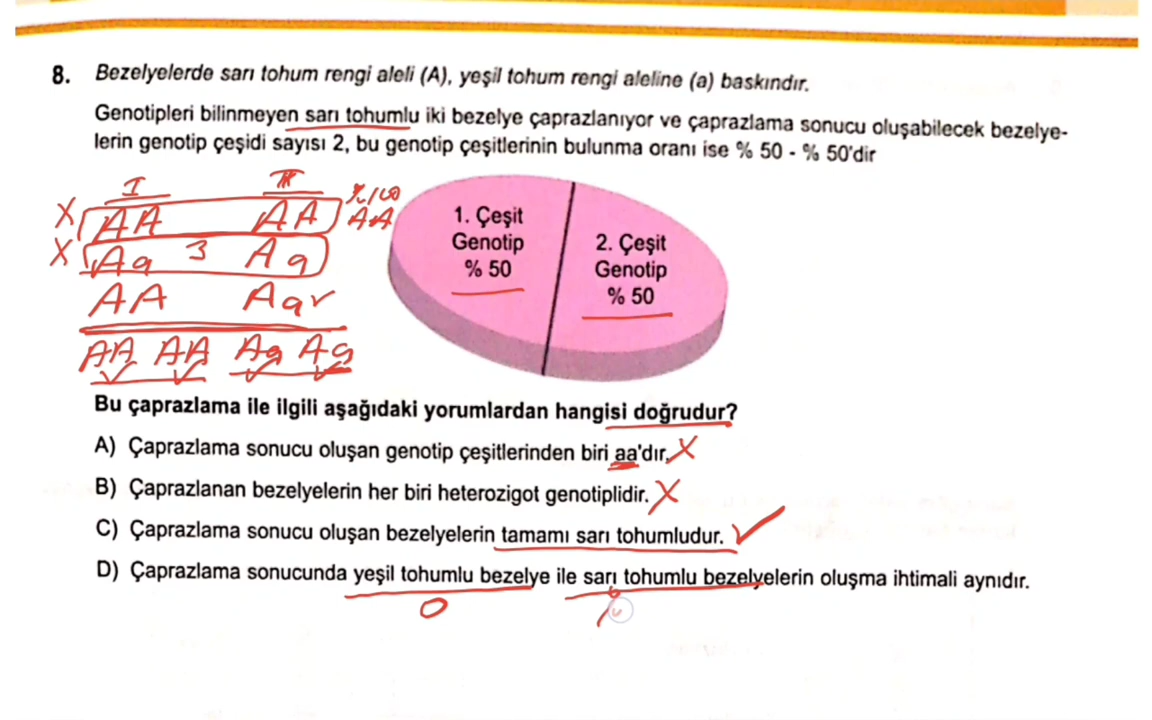 8. Bezelyelerde sarı tohum rengi aleli (A), yeşil tohum rengi aleline (a) baskındır.
Genotipleri bilinmeyen sarı tohumlu iki bezelye çaprazlanıyor ve çaprazlama sonucu oluşabilecek bezelye-
lerin genotip çeşidi sayısı 2, bu genotip çeşitlerinin bulunma oranı ise % 50 - % 50'dir
I II
X AA AA %100
AA
X Aa 3 Aa
AA Aa
AA AA Aa Aa
1. Çeşit
Genotip
% 50
2. Çeşit
Genotip
% 50
Bu çaprazlama ile ilgili aşağıdaki yorumlardan hangisi doğrudur?
A) Çaprazlama sonucu oluşan genotip çeşitlerinden biri aa'dır. X
B) Çaprazlanan bezelyelerin her biri heterozigot genotiplidir. X
C) Çaprazlama sonucu oluşan bezelyelerin tamamı sarı tohumludur.
D) Çaprazlama sonucunda yeşil tohumlu bezelye ile sarı tohumlu bezelyelerin oluşma ihtimali aynıdır.
0